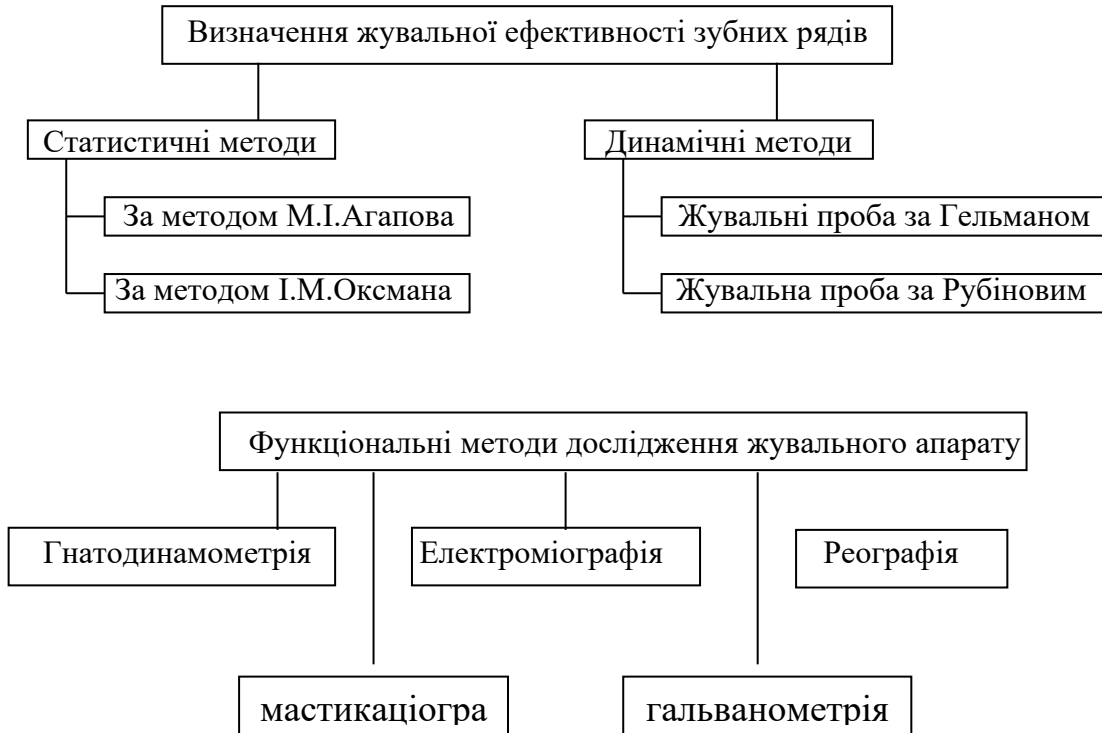 Визначення жувальної ефективності зубних рядів
Статистичні методи
Динамічні методи
За методом М.І.Агапова
Жувальні проба за Гельманом
За методом І.М.Оксмана
Жувальна проба за Рубіновим
Функціональні методи дослідження жувального апарату
Гнатодинамометрія
Електроміографія
Реографія
мастикаціогра
гальванометрія